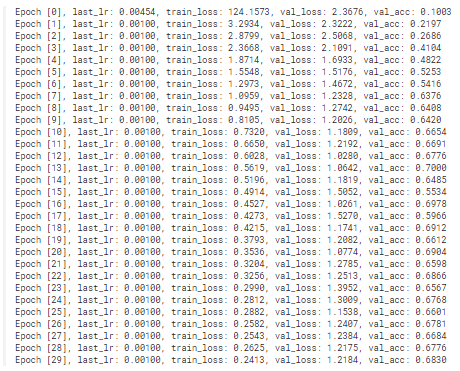 Epoch [0], last_lr: 0.00454, train_loss: 124.1573, val_loss: 2.3676, val_acc: 0.1003
Epoch [1], last_lr: 0.00100, train_loss: 3.2934, val_loss: 2.3222, val_acc: 0.2197
Epoch [2], last_lr: 0.00100, train_loss: 2.8799, val_loss: 2.5068, val_acc: 0.2686
Epoch [3], last_lr: 0.00100, train_loss: 2.3668, val_loss: 2.1091, val_acc: 0.4104
Epoch [4], last_lr: 0.00100, train_loss: 1.8714, val_loss: 1.6933, val_acc: 0.4822
Epoch [5], last_lr: 0.00100, train_loss: 1.5548, val_loss: 1.5176, val_acc: 0.5253
Epoch [6], last_lr: 0.00100, train_loss: 1.2973, val_loss: 1.4672, val_acc: 0.5416
Epoch [7], last_lr: 0.00100, train_loss: 1.0959, val_loss: 1.2328, val_acc: 0.6376
Epoch [8], last_lr: 0.00100, train_loss: 0.9495, val_loss: 1.2742, val_acc: 0.6408
Epoch [9], last_lr: 0.00100, train_loss: 0.8105, val_loss: 1.2026, val_acc: 0.6420
Epoch [10], last_lr: 0.00100, train_loss: 0.7320, val_loss: 1.1809, val_acc: 0.6654
Epoch [11], last_lr: 0.00100, train_loss: 0.6650, val_loss: 1.2192, val_acc: 0.6691
Epoch [12], last_lr: 0.00100, train_loss: 0.6028, val_loss: 1.0280, val_acc: 0.6776
Epoch [13], last_lr: 0.00100, train_loss: 0.5619, val_loss: 1.0642, val_acc: 0.7000
Epoch [14], last_lr: 0.00100, train_loss: 0.5196, val_loss: 1.1819, val_acc: 0.6485
Epoch [15], last_lr: 0.00100, train_loss: 0.4914, val_loss: 1.5052, val_acc: 0.5534
Epoch [16], last_lr: 0.00100, train_loss: 0.4527, val_loss: 1.0261, val_acc: 0.6978
Epoch [17], last_lr: 0.00100, train_loss: 0.4273, val_loss: 1.5270, val_acc: 0.5966
Epoch [18], last_lr: 0.00100, train_loss: 0.4215, val_loss: 1.1741, val_acc: 0.6912
Epoch [19], last_lr: 0.00100, train_loss: 0.3793, val_loss: 1.2082, val_acc: 0.6612
Epoch [20], last_lr: 0.00100, train_loss: 0.3536, val_loss: 1.0774, val_acc: 0.6904
Epoch [21], last_lr: 0.00100, train_loss: 0.3204, val_loss: 1.2785, val_acc: 0.6598
Epoch [22], last_lr: 0.00100, train_loss: 0.3256, val_loss: 1.2513, val_acc: 0.6866
Epoch [23], last_lr: 0.00100, train_loss: 0.2990, val_loss: 1.3952, val_acc: 0.6567
Epoch [24], last_lr: 0.00100, train_loss: 0.2812, val_loss: 1.3009, val_acc: 0.6768
Epoch [25], last_lr: 0.00100, train_loss: 0.2882, val_loss: 1.1538, val_acc: 0.6601
Epoch [26], last_lr: 0.00100, train_loss: 0.2582, val_loss: 1.2407, val_acc: 0.6781
Epoch [27], last_lr: 0.00100, train_loss: 0.2543, val_loss: 1.2384, val_acc: 0.6684
Epoch [28], last_lr: 0.00100, train_loss: 0.2625, val_loss: 1.2175, val_acc: 0.6776
Epoch [29], last_lr: 0.00100, train_loss: 0.2413, val_loss: 1.2184, val_acc: 0.6830